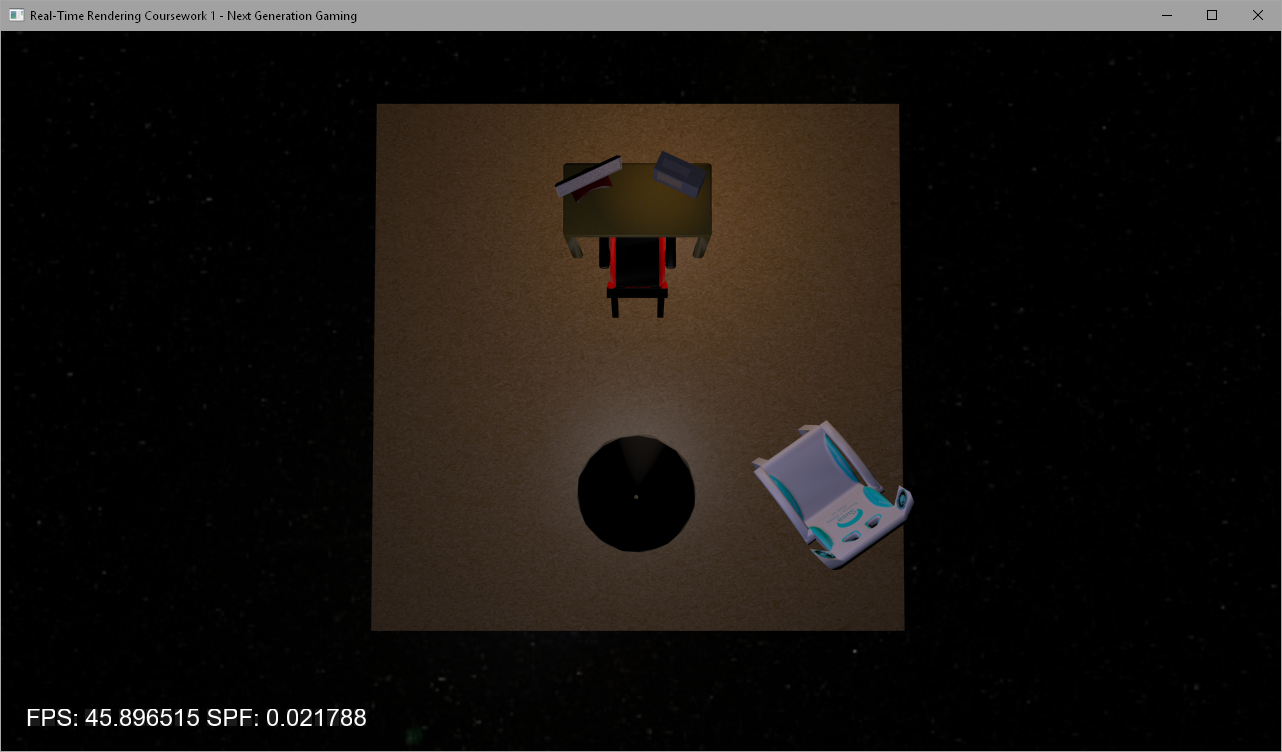 Real-Time Rendering Coursework 1 - Next Generation Gaming
FPS: 45.896515 SPF: 0.021788